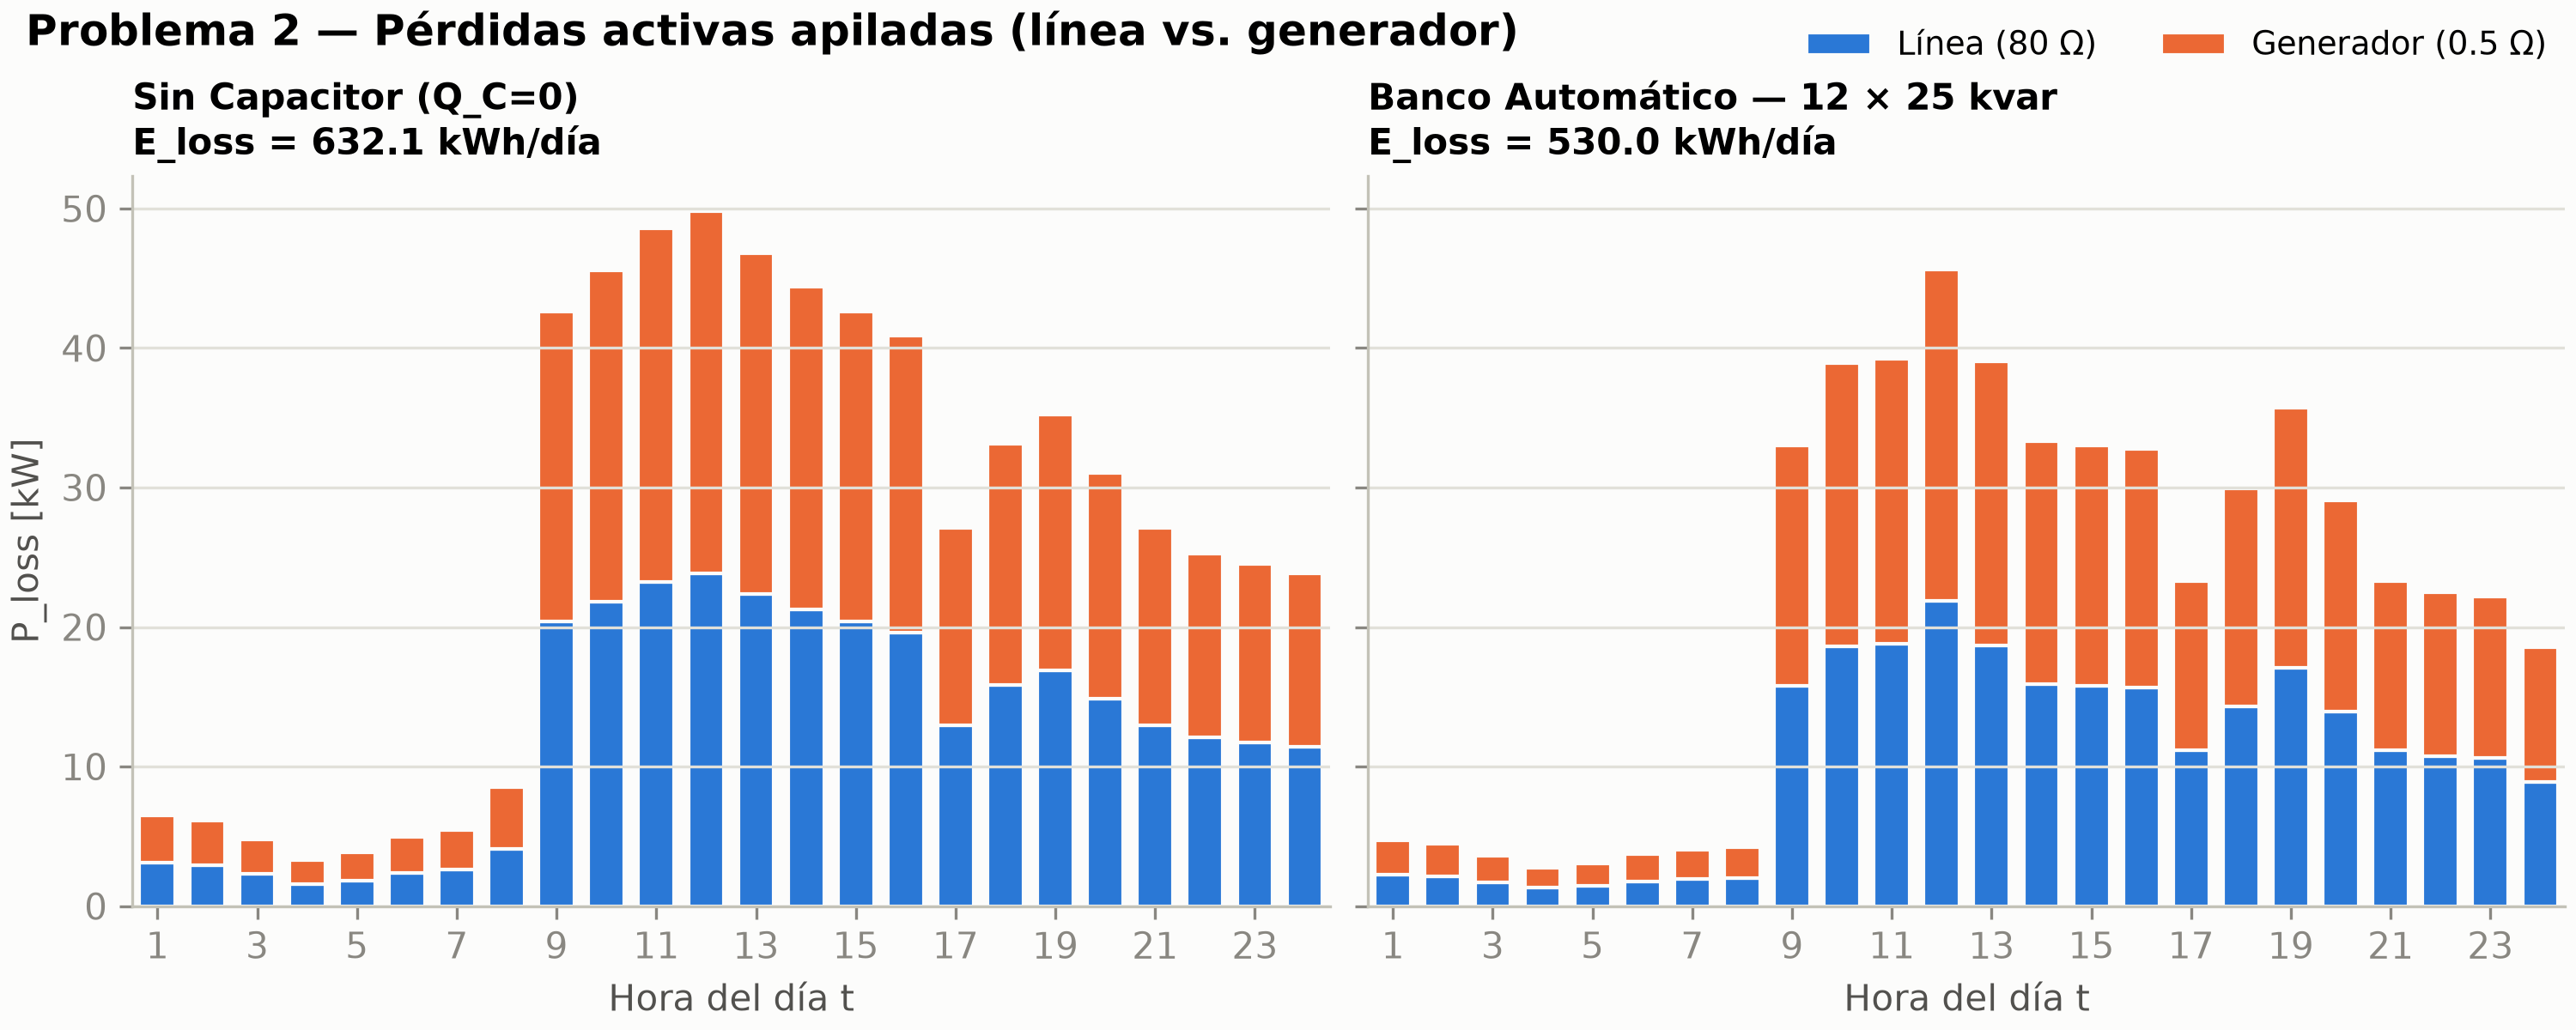 Problema 2 — Pérdidas activas apiladas (línea vs. generador)
Línea (80 Ω)
Generador (0.5 Ω)
Sin Capacitor (Q_C=0)
E_loss = 632.1 kWh/día
Banco Automático — 12 × 25 kvar
E_loss = 530.0 kWh/día
P_loss [kW]
50
40
30
20
10
0
1 3 5 7 9 11 13 15 17 19 21 23
Hora del día t
1 3 5 7 9 11 13 15 17 19 21 23
Hora del día t